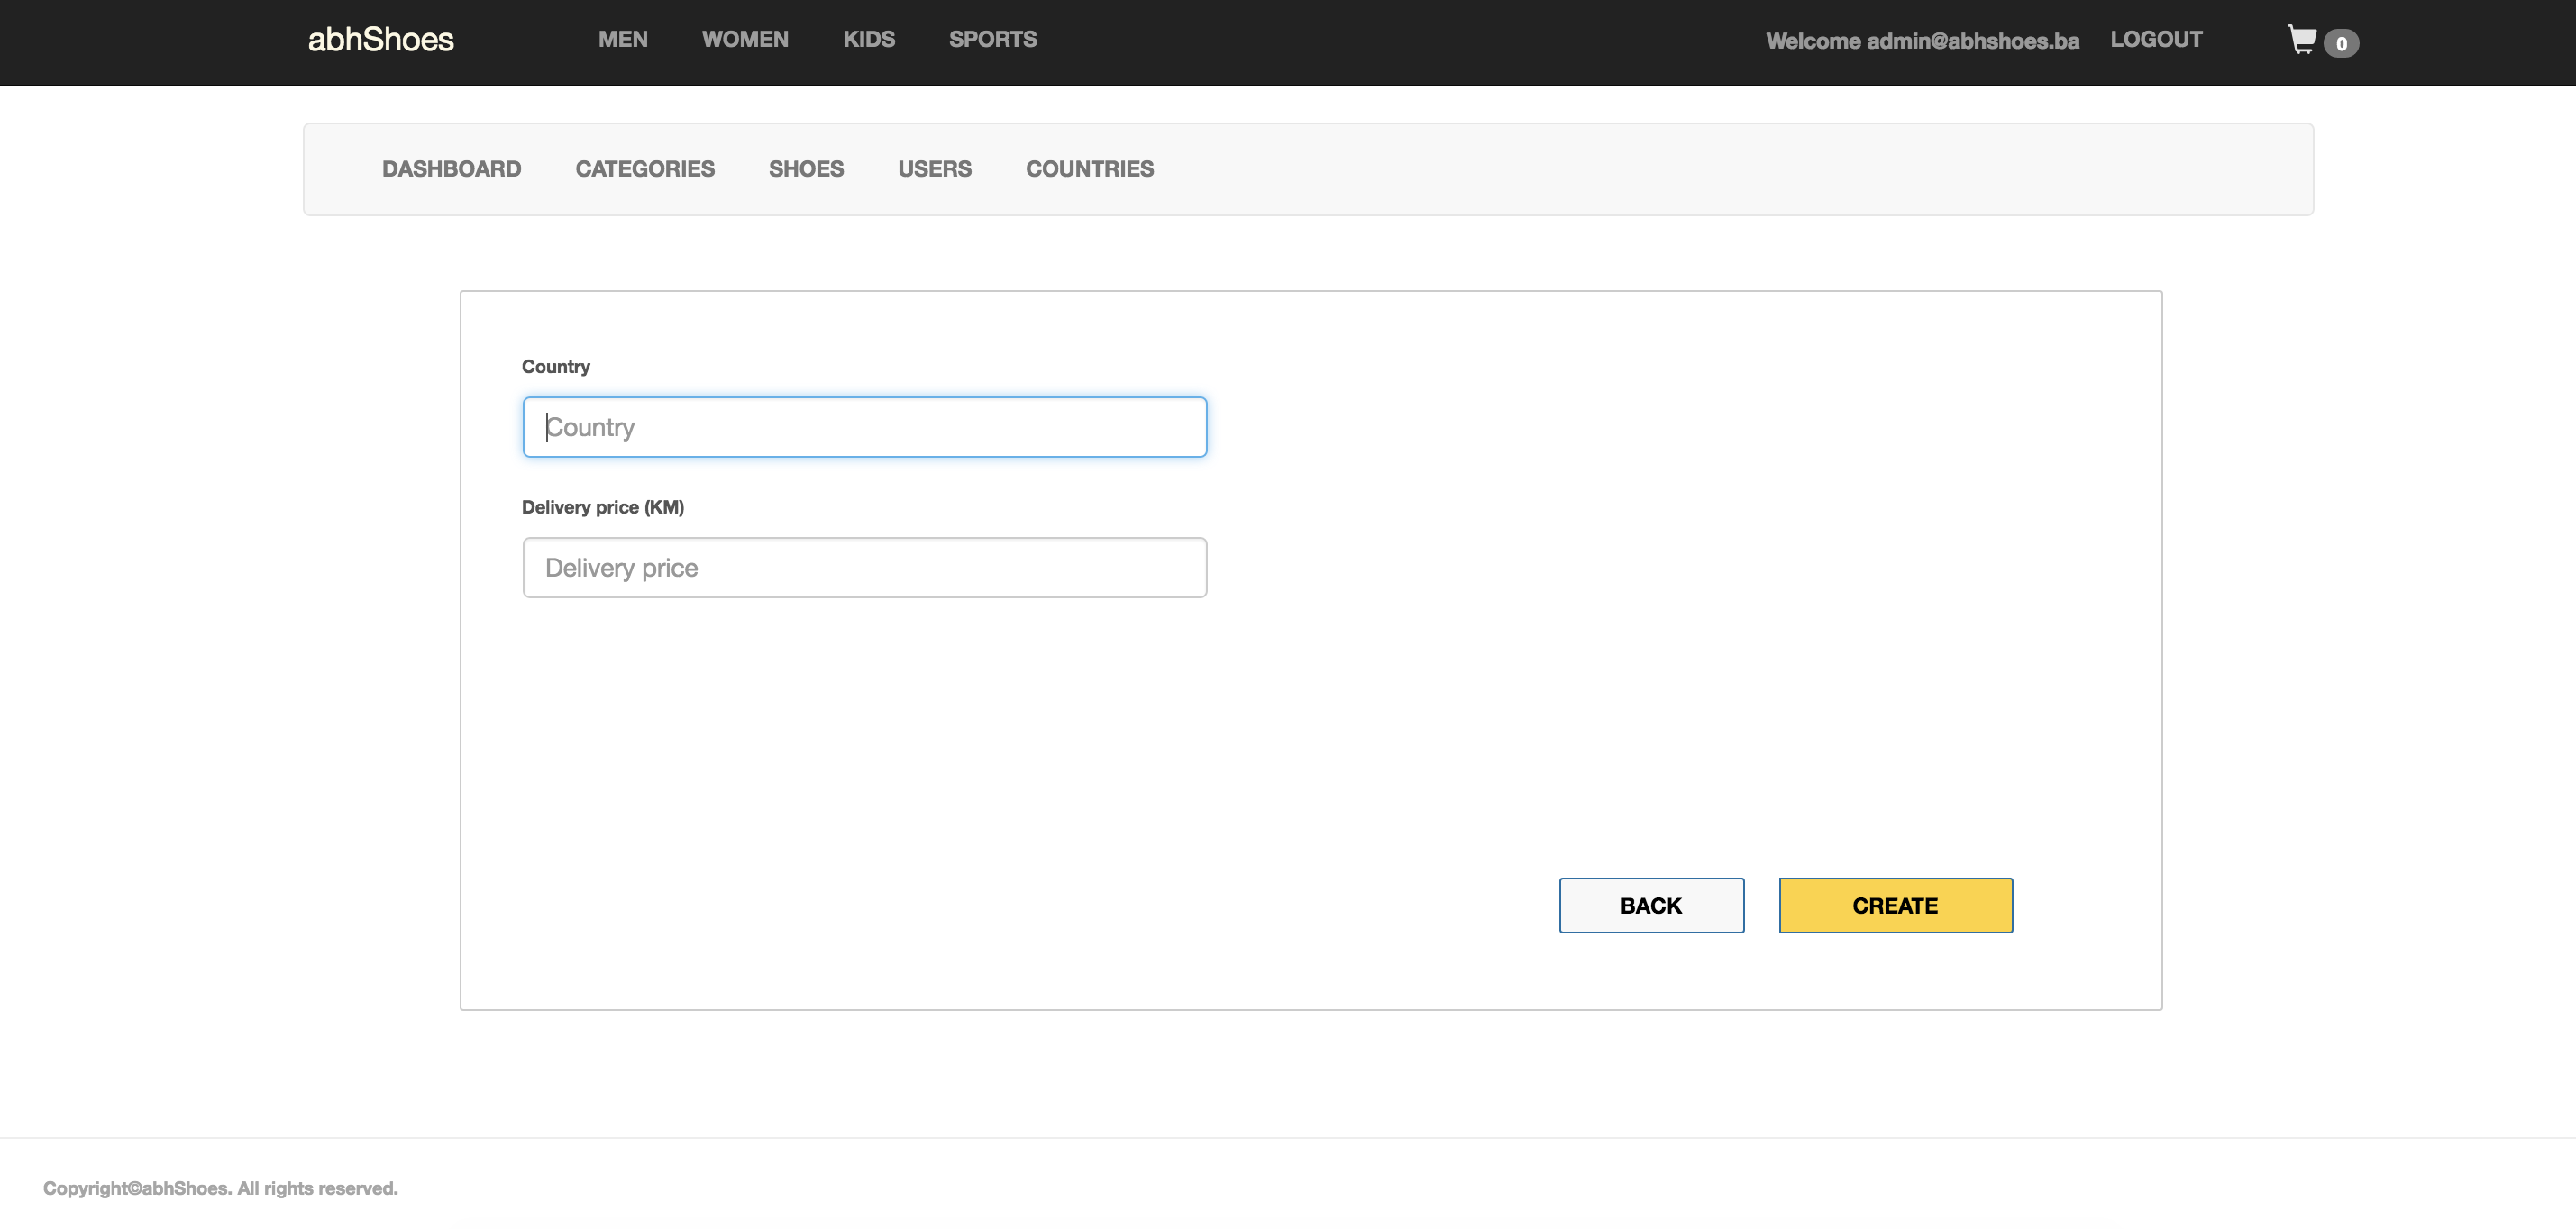 abhShoes MEN WOMEN KIDS SPORTS Welcome admin@abhshoes.ba LOGOUT 0
DASHBOARD CATEGORIES SHOES USERS COUNTRIES
Country
Country
Delivery price (KM)
Delivery price
BACK CREATE
Copyright©abhShoes. All rights reserved.